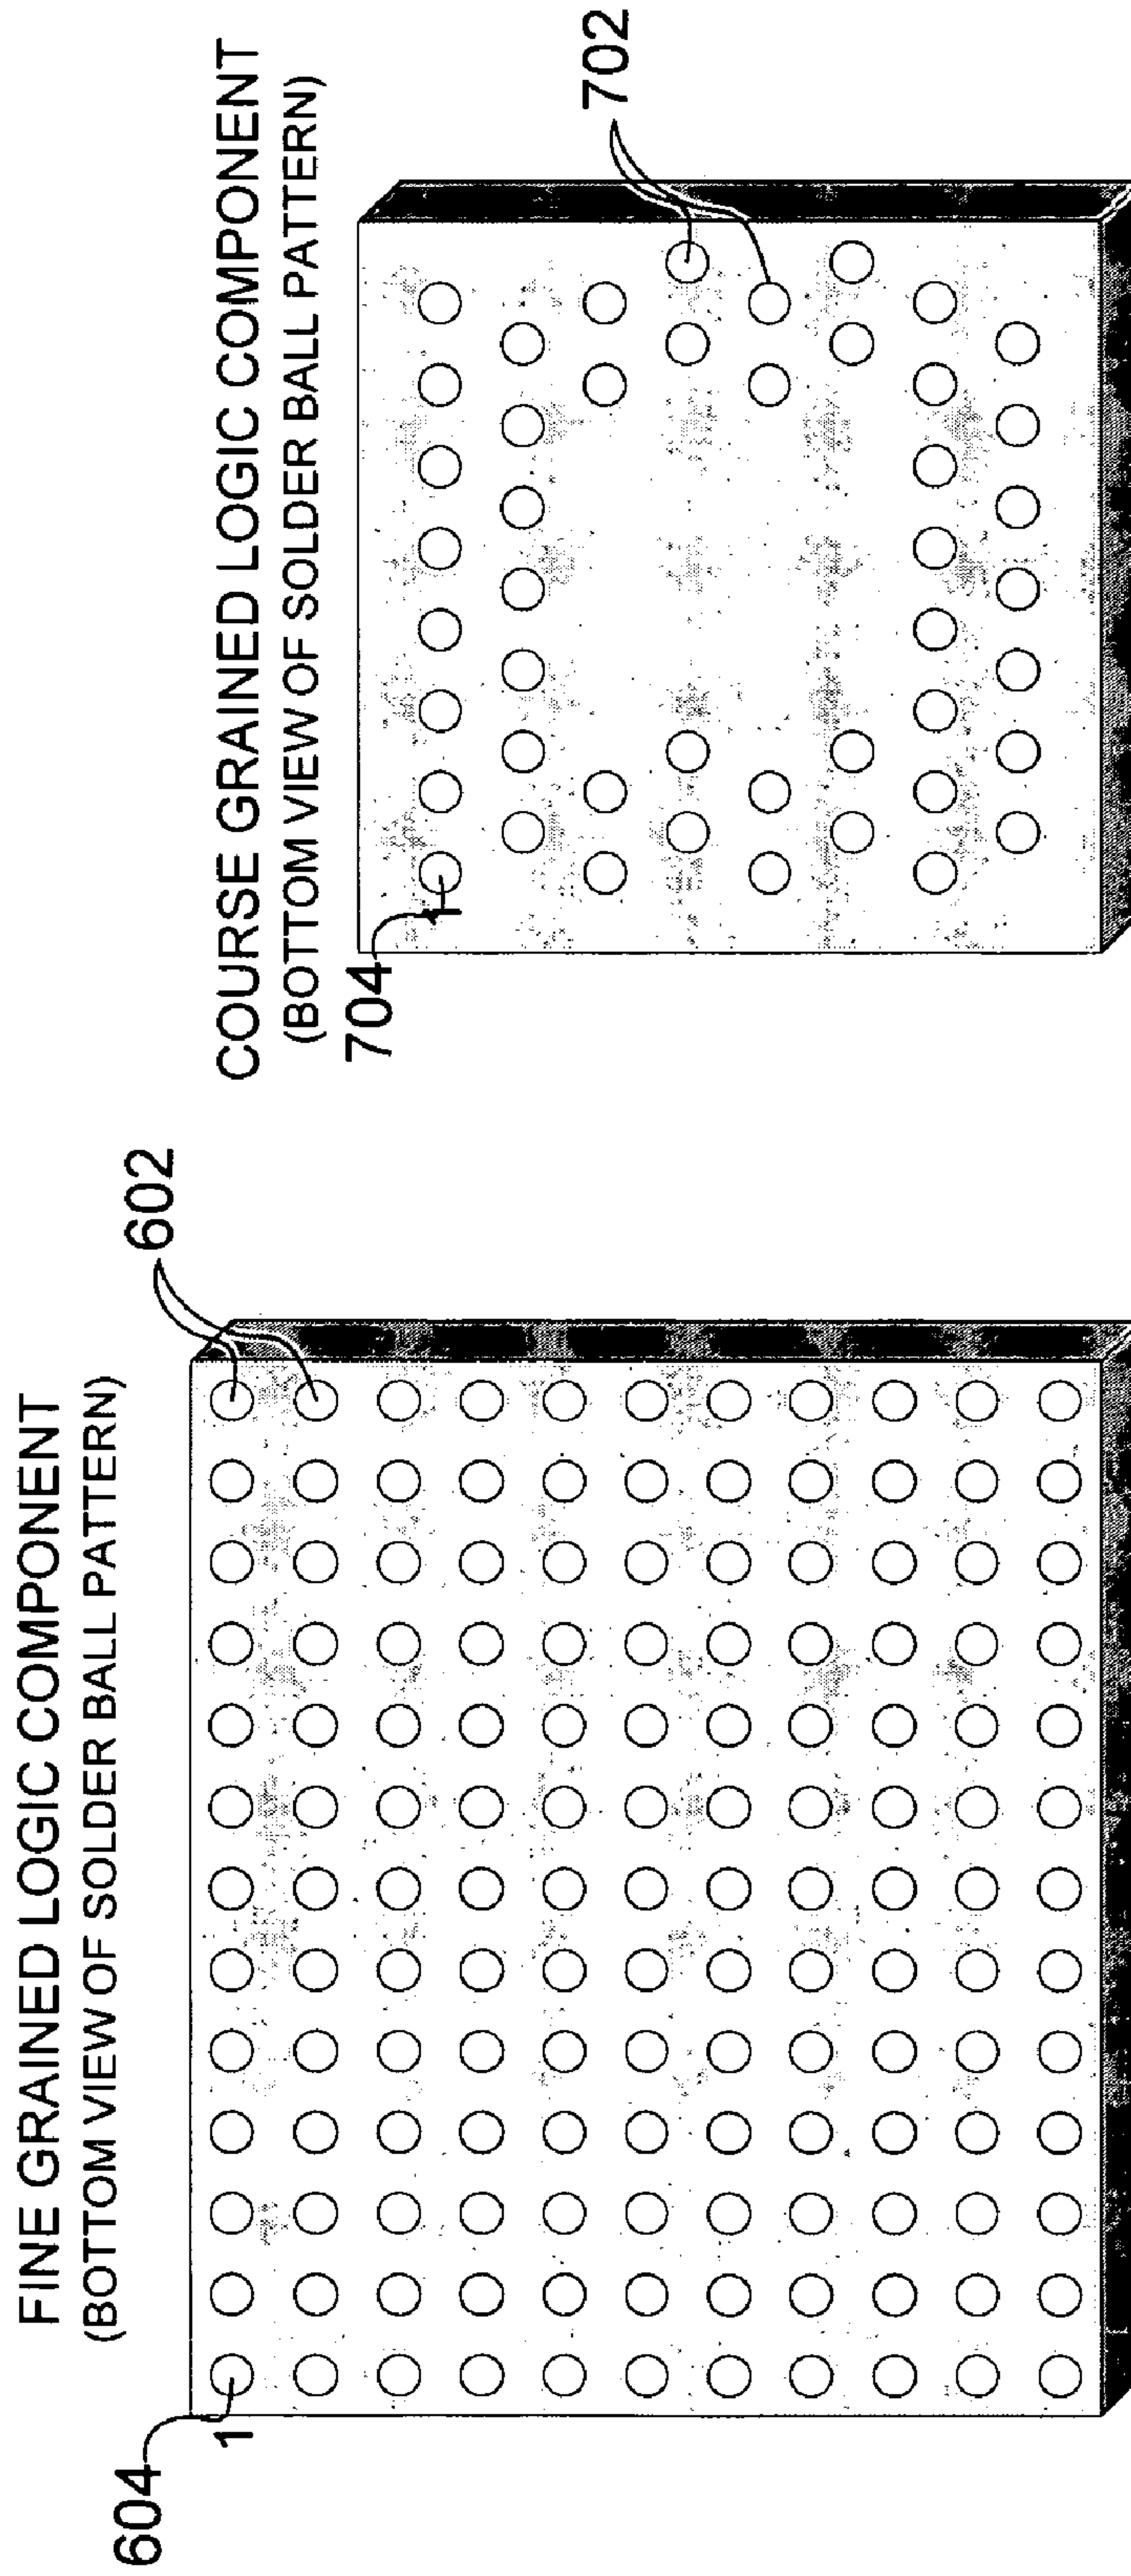 FINE GRAINED LOGIC COMPONENT
(BOTTOM VIEW OF SOLDER BALL PATTERN)
604
1
602
COURSE GRAINED LOGIC COMPONENT
(BOTTOM VIEW OF SOLDER BALL PATTERN)
704
1
702